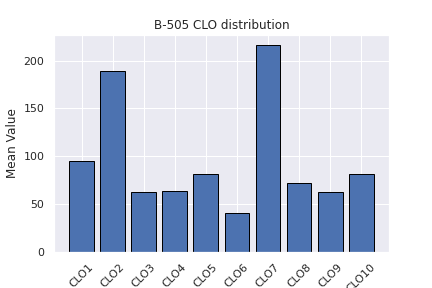 B-505 CLO distribution
Mean Value
200
150
100
50
0
CLO1 CLO2 CLO3 CLO4 CLO5 CLO6 CLO7 CLO8 CLO9 CLO10